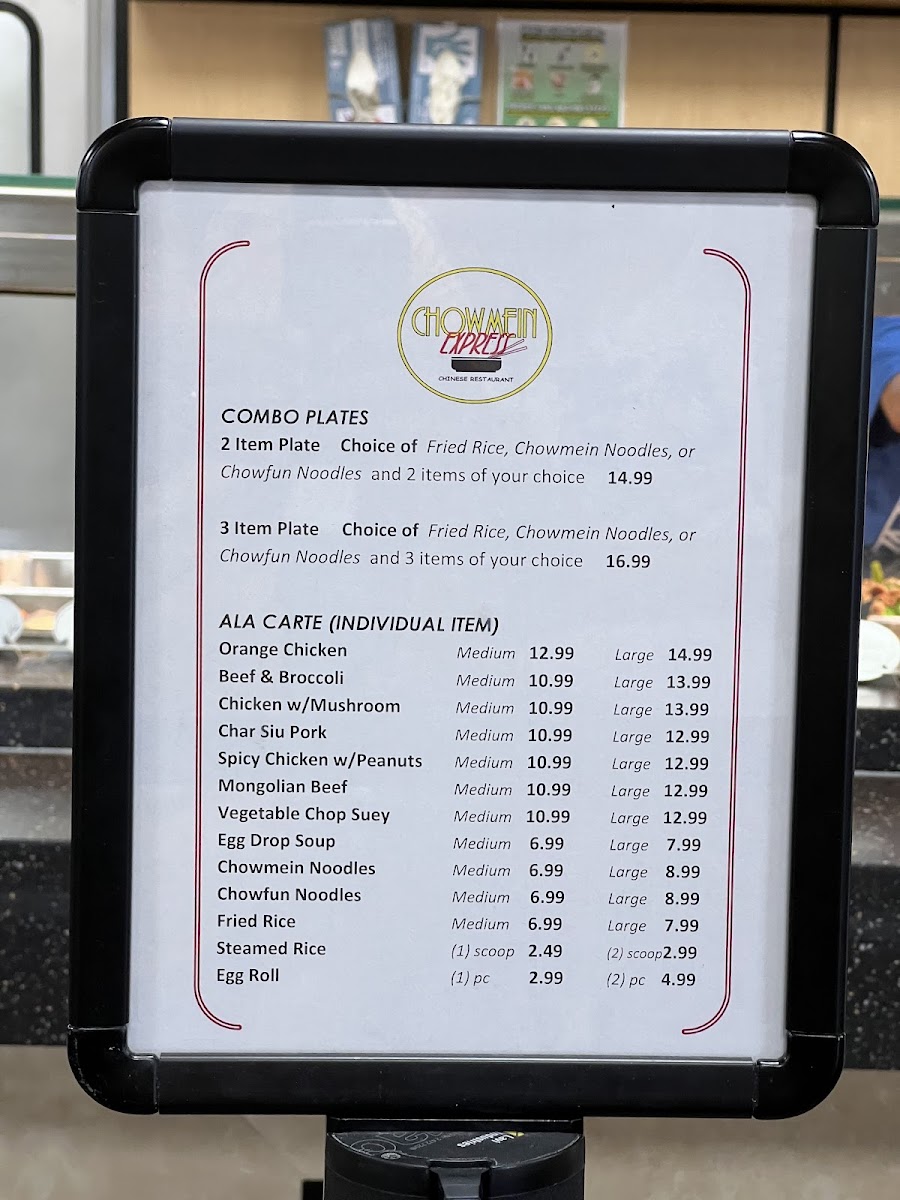 CHOWMEIN
EXPRESS
CHINESE RESTAURANT
COMBO PLATES
2 Item Plate Choice of Fried Rice, Chowmein Noodles, or
Chowfun Noodles and 2 items of your choice 14.99
3 Item Plate Choice of Fried Rice, Chowmein Noodles, or
Chowfun Noodles and 3 items of your choice 16.99
ALA CARTE (INDIVIDUAL ITEM)
Orange Chicken Medium 12.99 Large 14.99
Beef & Broccoli Medium 10.99 Large 13.99
Chicken w/Mushroom Medium 10.99 Large 13.99
Char Siu Pork Medium 10.99 Large 12.99
Spicy Chicken w/Peanuts Medium 10.99 Large 12.99
Mongolian Beef Medium 10.99 Large 12.99
Vegetable Chop Suey Medium 10.99 Large 12.99
Egg Drop Soup Medium 6.99 Large 7.99
Chowmein Noodles Medium 6.99 Large 8.99
Chowfun Noodles Medium 6.99 Large 8.99
Fried Rice Medium 6.99 Large 7.99
Steamed Rice (1) scoop 2.49 (2) scoop 2.99
Egg Roll (1) pc 2.99 (2) pc 4.99
Lavi
Industries